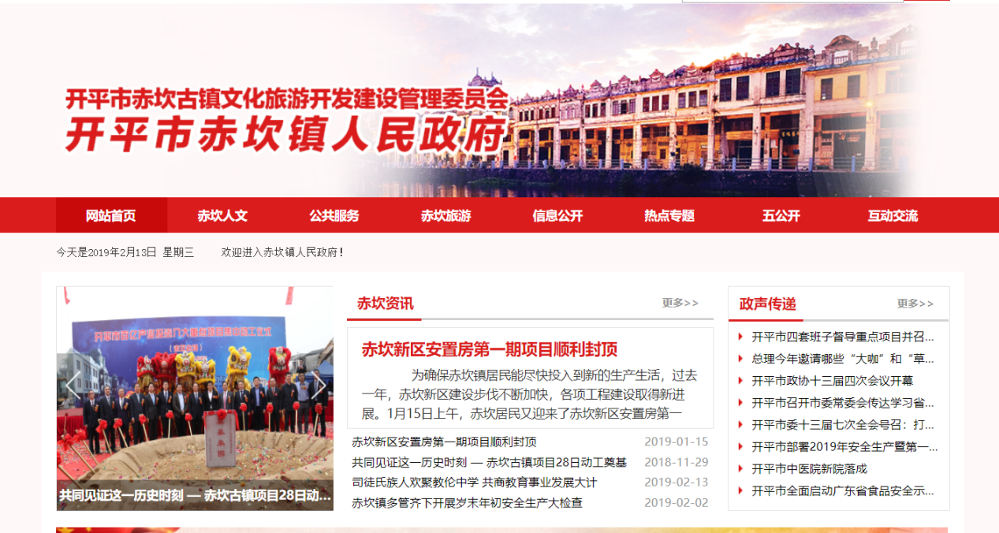 开平市赤坎古镇文化旅游开发建设管理委员会
开平市赤坎镇人民政府
网站首页 赤坎人文 公共服务 赤坎旅游 信息公开 热点专题 五公开 互动交流
今天是2019年2月13日 星期三 欢迎进入赤坎镇人民政府！
共同见证这一历史时刻 — 赤坎古镇项目28日动...
赤坎资讯 更多>>
赤坎新区安置房第一期项目顺利封顶
为确保赤坎镇居民能尽快投入到新的生产生活，过去
一年，赤坎新区建设步伐不断加快，各项工程建设取得新进
展。1月15日上午，赤坎居民又迎来了赤坎新区安置房第一
赤坎新区安置房第一期项目顺利封顶 2019-01-15
共同见证这一历史时刻 — 赤坎古镇项目28日动工奠基 2018-11-29
司徒氏族人欢聚教伦中学 共商教育事业发展大计 2019-02-13
赤坎镇多管齐下开展岁末年初安全生产大检查 2019-02-02
政声传递 更多>>
开平市四套班子督导重点项目并召...
总理今年邀请哪些“大咖”和“草...
开平市政协十三届四次会议开幕
开平市召开市委常委会传达学习省...
开平市委十三届七次全会号召：打...
开平市部署2019年安全生产暨第一...
开平市中医院新院落成
开平市全面启动广东省食品安全示...